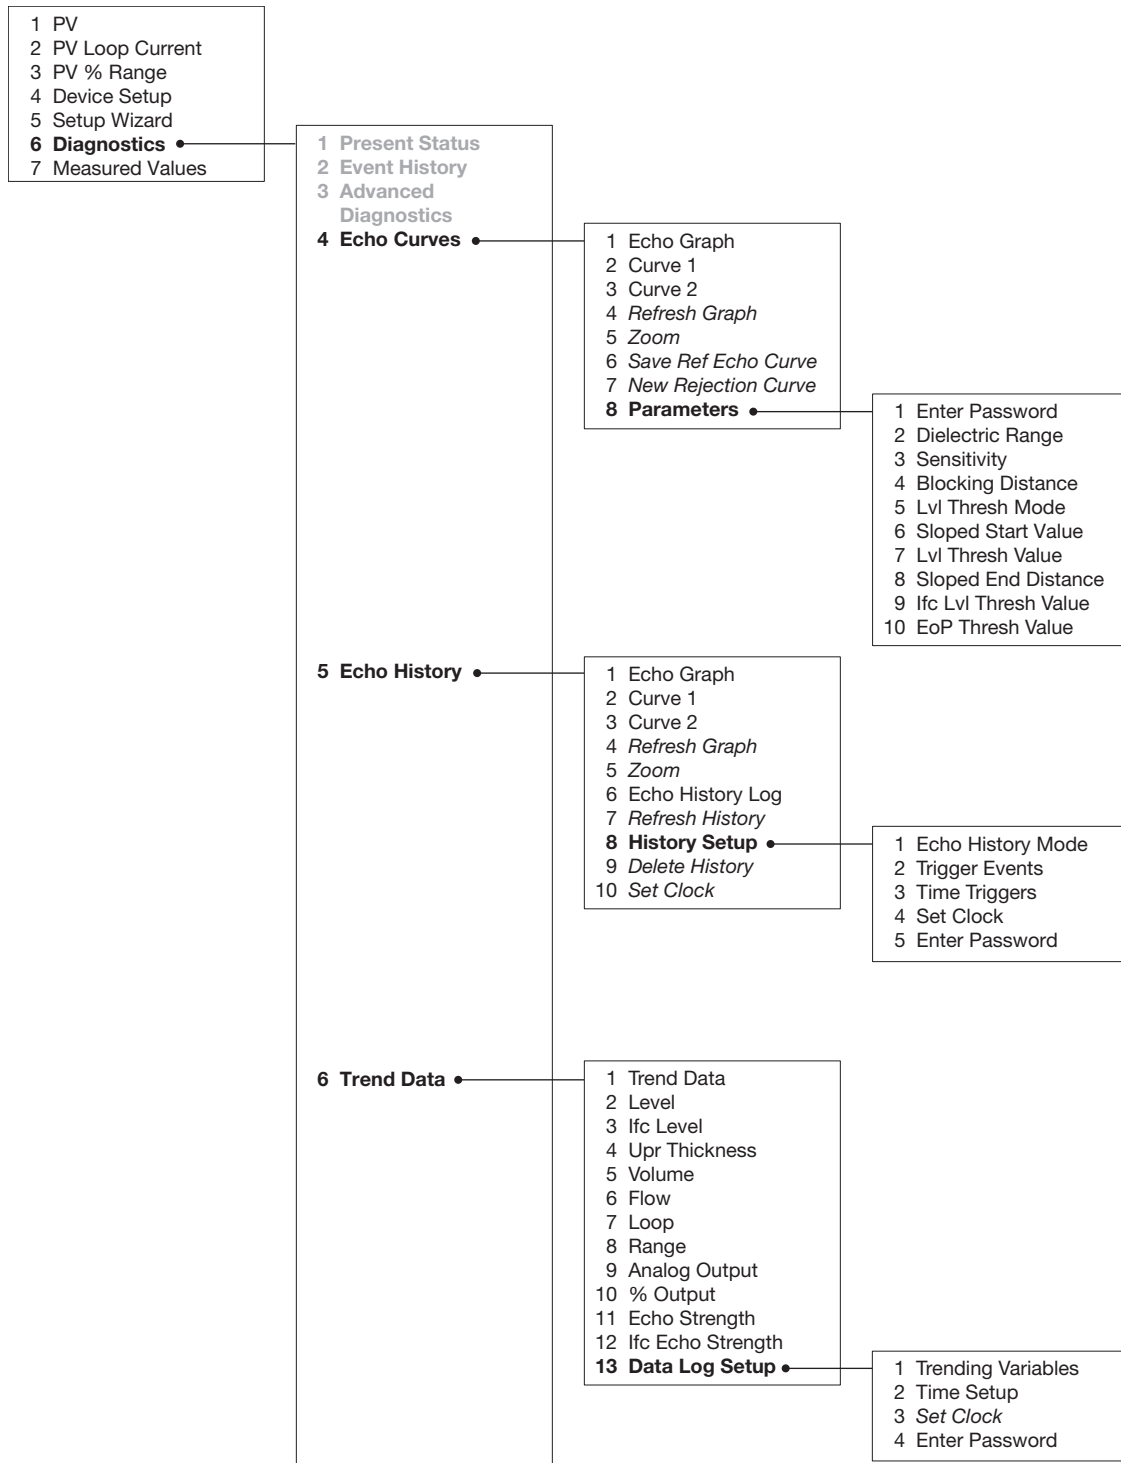 1 PV
2 PV Loop Current
3 PV % Range
4 Device Setup
5 Setup Wizard
6 Diagnostics
7 Measured Values
1 Present Status
2 Event History
3 Advanced
Diagnostics
4 Echo Curves
1 Echo Graph
2 Curve 1
3 Curve 2
4 Refresh Graph
5 Zoom
6 Save Ref Echo Curve
7 New Rejection Curve
8 Parameters
1 Enter Password
2 Dielectric Range
3 Sensitivity
4 Blocking Distance
5 Lvl Thresh Mode
6 Sloped Start Value
7 Lvl Thresh Value
8 Sloped End Distance
9 Ifc Lvl Thresh Value
10 EoP Thresh Value
5 Echo History
1 Echo Graph
2 Curve 1
3 Curve 2
4 Refresh Graph
5 Zoom
6 Echo History Log
7 Refresh History
8 History Setup
9 Delete History
10 Set Clock
1 Echo History Mode
2 Trigger Events
3 Time Triggers
4 Set Clock
5 Enter Password
6 Trend Data
1 Trend Data
2 Level
3 Ifc Level
4 Upr Thickness
5 Volume
6 Flow
7 Loop
8 Range
9 Analog Output
10 % Output
11 Echo Strength
12 Ifc Echo Strength
13 Data Log Setup
1 Trending Variables
2 Time Setup
3 Set Clock
4 Enter Password